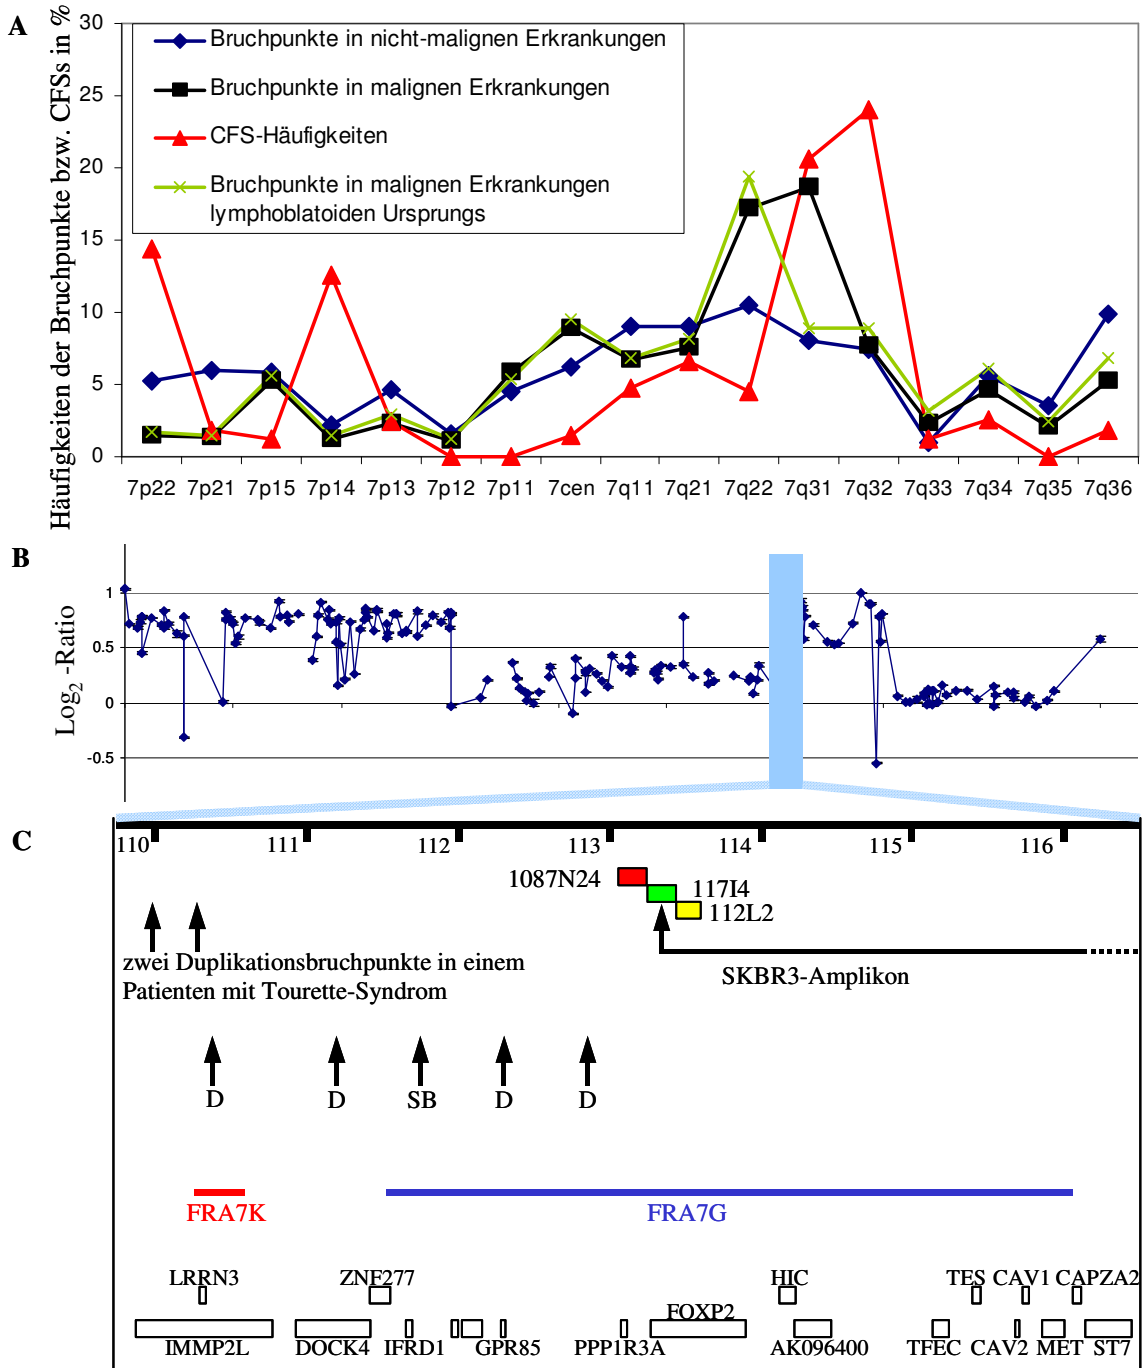 A
Häufigkeiten der Bruchpunkte bzw. CFSs in %
30
25
20
15
10
5
0
Bruchpunkte in nicht-malignen Erkrankungen
Bruchpunkte in malignen Erkrankungen
CFS-Häufigkeiten
Bruchpunkte in malignen Erkrankungen
lymphoblatoiden Ursprungs
7p22 7p21 7p15 7p14 7p13 7p12 7p11 7cen 7q11 7q21 7q22 7q31 7q32 7q33 7q34 7q35 7q36
B
Log2 -Ratio
1
0.5
0
-0.5
C
110 111 112 113 114 115 116
1087N24
117I4
112L2
zwei Duplikationsbruchpunkte in einem
Patienten mit Tourette-Syndrom
SKBR3-Amplikon
D D SB D D
FRA7K FRA7G
LRRN3 ZNF277 HIC TES CAV1 CAPZA2
FOXP2
IMMP2L DOCK4 IFRD1 GPR85 PPP1R3A AK096400 TFEC CAV2 MET ST7